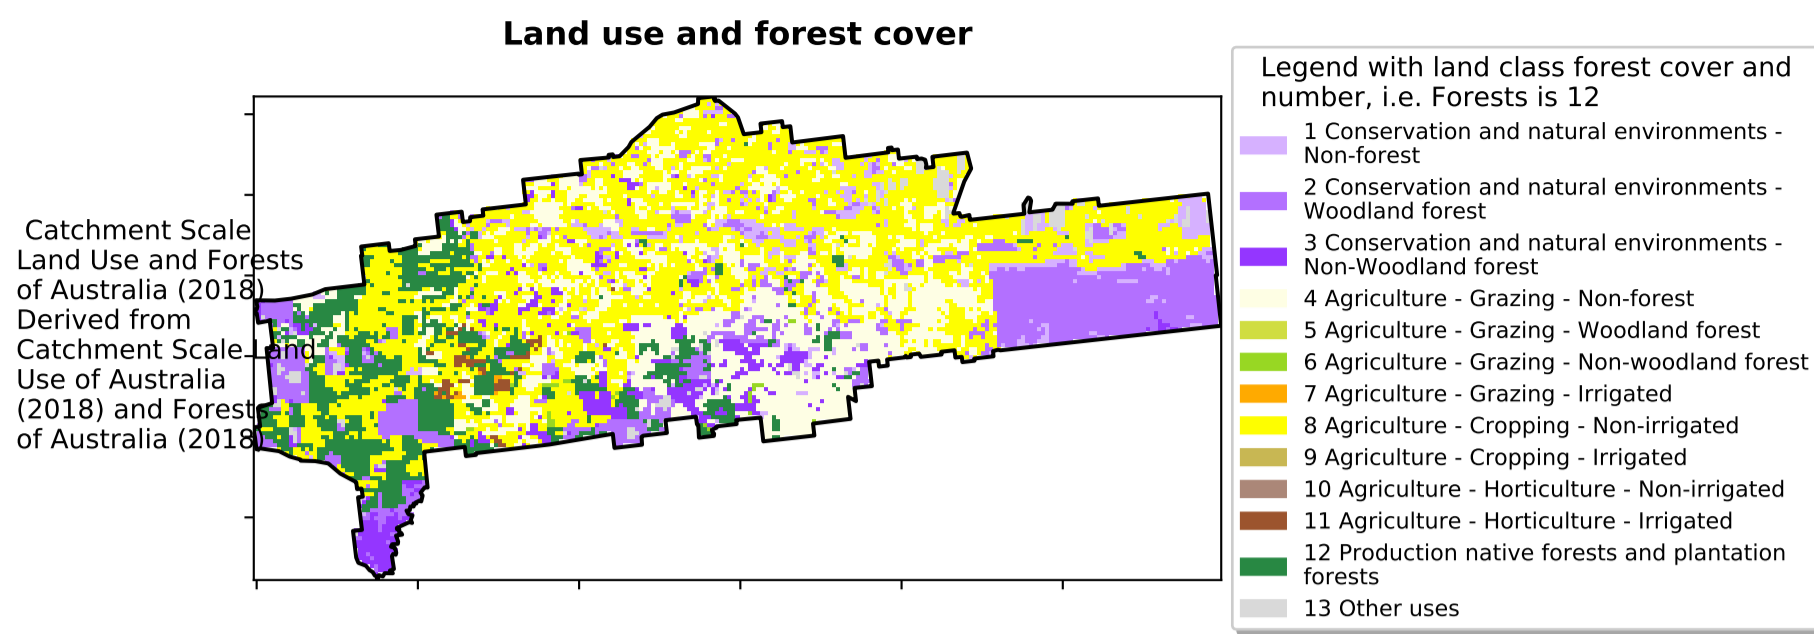 Land use and forest cover
Catchment Scale
Land Use and Forests
of Australia (2018)
Derived from
Catchment Scale Land
Use of Australia
(2018) and Forests
of Australia (2018)
Legend with land class forest cover and
number, i.e. Forests is 12
1 Conservation and natural environments -
Non-forest
2 Conservation and natural environments -
Woodland forest
3 Conservation and natural environments -
Non-Woodland forest
4 Agriculture - Grazing - Non-forest
5 Agriculture - Grazing - Woodland forest
6 Agriculture - Grazing - Non-woodland forest
7 Agriculture - Grazing - Irrigated
8 Agriculture - Cropping - Non-irrigated
9 Agriculture - Cropping - Irrigated
10 Agriculture - Horticulture - Non-irrigated
11 Agriculture - Horticulture - Irrigated
12 Production native forests and plantation
forests
13 Other uses